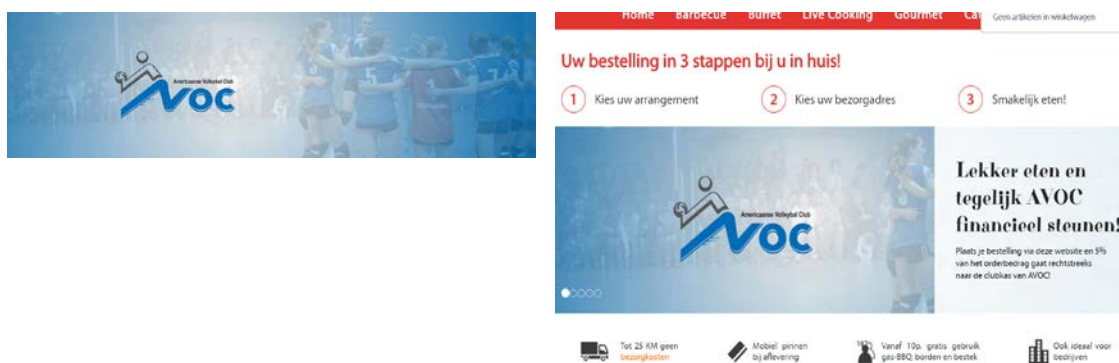 Americaanse Volleybal Club
AVOC
Home Barbecue Buffet Live Cooking Gourmet
Geen artikelen in winkelwagen
Uw bestelling in 3 stappen bij u in huis!
1 Kies uw arrangement 2 Kies uw bezorgadres 3 Smakelijk eten!
Americaanse Volleybal Club
AVOC
Lekker eten en
tegelijk AVOC
financieel steunen!
Plaats je bestelling via deze website en 5%
van het orderbedrag gaat rechtstreeks
naar de clubkas van AVOC!
Tot 25 KM geen
bezorgkosten
Mobiel pinnen
bij aflevering
Vanaf 10p. gratis gebruik
gas-BBQ, borden en bestek
Ook ideaal voor
bedrijven